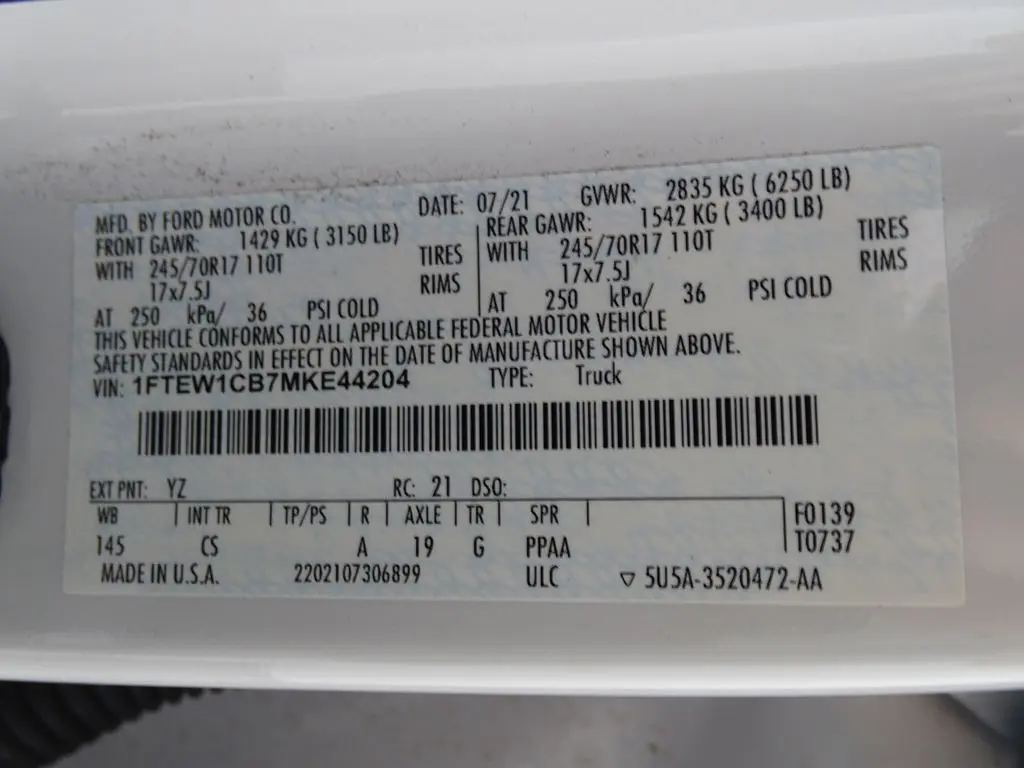 MFD. BY FORD MOTOR CO. DATE: 07/21 GVWR: 2835 KG ( 6250 LB)
FRONT GAWR: 1429 KG ( 3150 LB) REAR GAWR: 1542 KG ( 3400 LB)
WITH 245/70R17 110T TIRES WITH 245/70R17 110T TIRES
17x7.5J RIMS 17x7.5J RIMS
AT 250 kPa/ 36 PSI COLD AT 250 kPa/ 36 PSI COLD
THIS VEHICLE CONFORMS TO ALL APPLICABLE FEDERAL MOTOR VEHICLE
SAFETY STANDARDS IN EFFECT ON THE DATE OF MANUFACTURE SHOWN ABOVE.
VIN: 1FTEW1CB7MKE44204 TYPE: Truck
EXT PNT: YZ RC: 21 DSO:
WB INT TR TP/PS R AXLE TR SPR F0139
145 CS A 19 G PPAA T0737
MADE IN U.S.A. 2202107306899 ULC ▽ 5U5A-3520472-AA